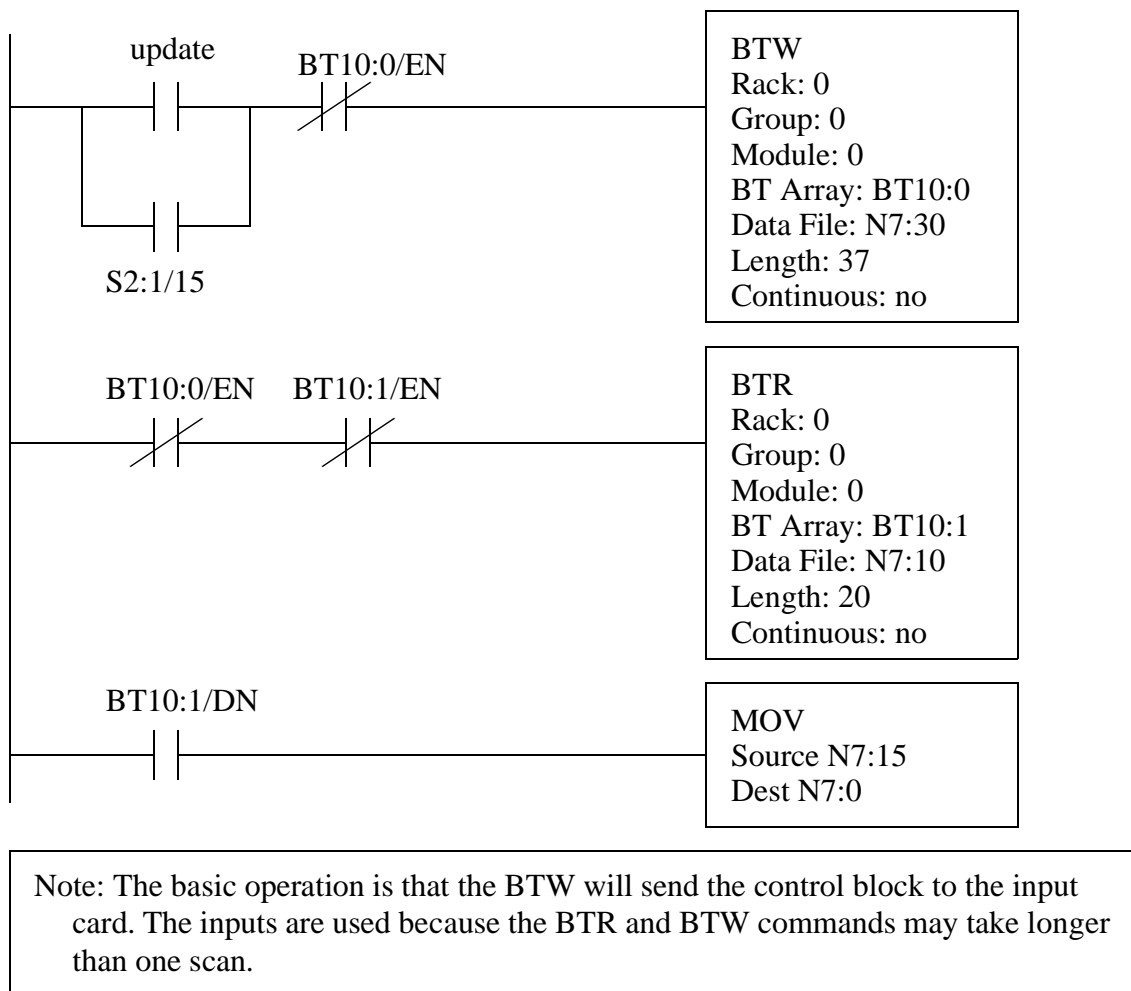 update
BT10:0/EN
S2:1/15
BTW
Rack: 0
Group: 0
Module: 0
BT Array: BT10:0
Data File: N7:30
Length: 37
Continuous: no
BT10:0/EN
BT10:1/EN
BTR
Rack: 0
Group: 0
Module: 0
BT Array: BT10:1
Data File: N7:10
Length: 20
Continuous: no
BT10:1/DN
MOV
Source N7:15
Dest N7:0
Note: The basic operation is that the BTW will send the control block to the input
card. The inputs are used because the BTR and BTW commands may take longer
than one scan.